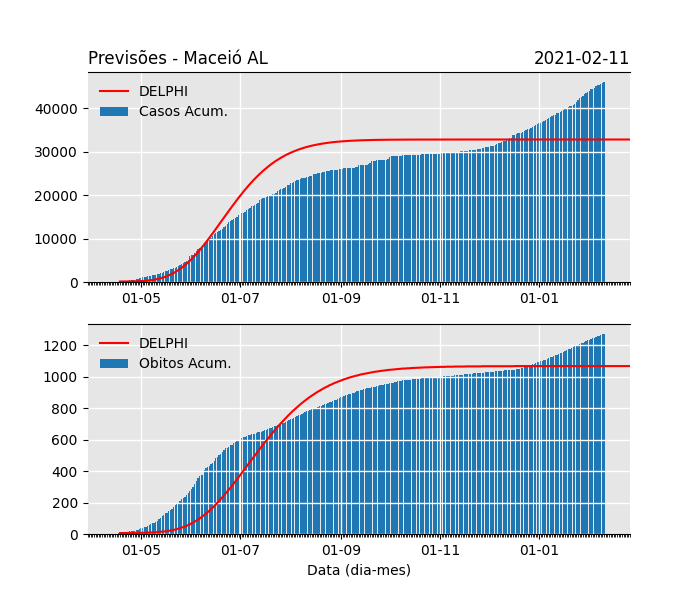 Previsões - Maceió AL 2021-02-11
DELPHI
Casos Acum.
40000
30000
20000
10000
0
01-05 01-07 01-09 01-11 01-01
DELPHI
Obitos Acum.
1200
1000
800
600
400
200
0
01-05 01-07 01-09 01-11 01-01
Data (dia-mes)